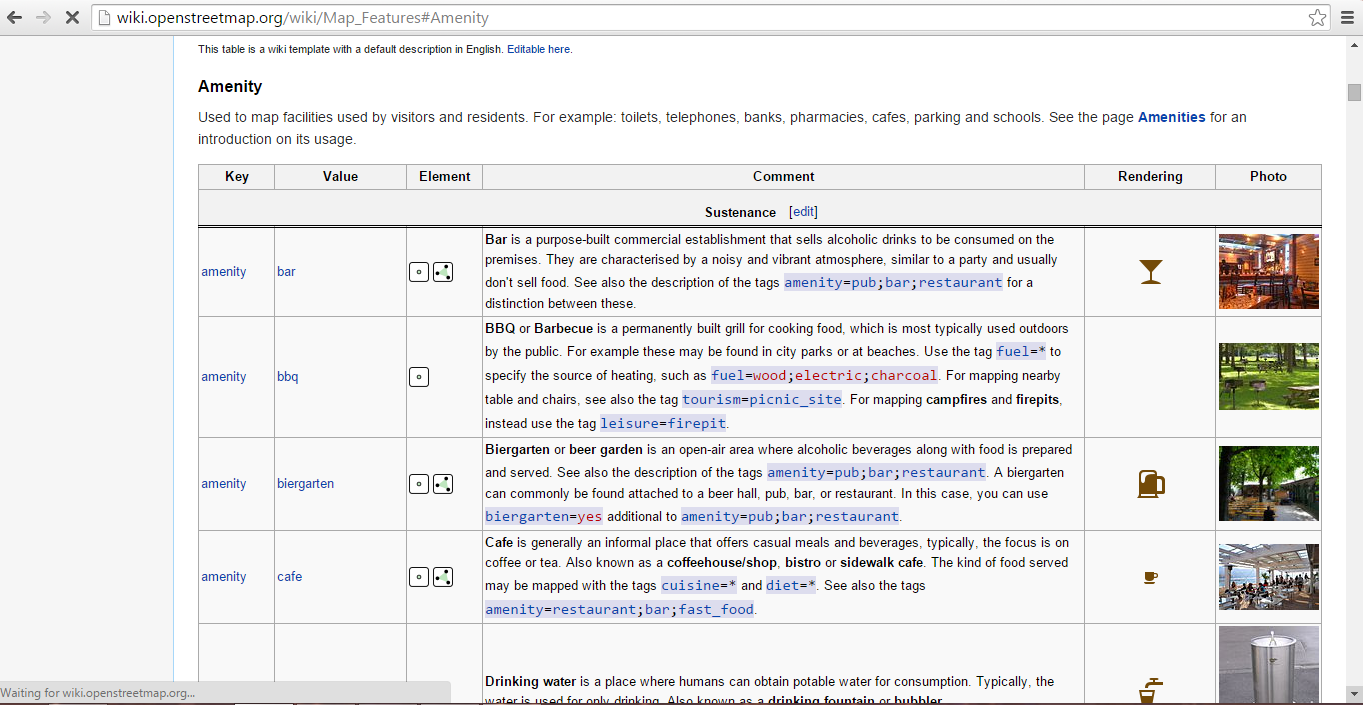 wiki.openstreetmap.org/wiki/Map_Features#Amenity
This table is a wiki template with a default description in English. Editable here.
Amenity
Used to map facilities used by visitors and residents. For example: toilets, telephones, banks, pharmacies, cafes, parking and schools. See the page Amenities for an
introduction on its usage.
Key Value Element Comment Rendering Photo
Sustenance [edit]
Bar is a purpose-built commercial establishment that sells alcoholic drinks to be consumed on the
premises. They are characterised by a noisy and vibrant atmosphere, similar to a party and usually
amenity bar
don't sell food. See also the description of the tags amenity=pub;bar;restaurant for a
distinction between these.
BBQ or Barbecue is a permanently built grill for cooking food, which is most typically used outdoors
by the public. For example these may be found in city parks or at beaches. Use the tag fuel=* to
amenity bbq specify the source of heating, such as fuel=wood;electric;charcoal. For mapping nearby
table and chairs, see also the tag tourism=picnic_site. For mapping campfires and firepits,
instead use the tag leisure=firepit.
Biergarten or beer garden is an open-air area where alcoholic beverages along with food is prepared
and served. See also the description of the tags amenity=pub;bar;restaurant. A biergarten
amenity biergarten
can commonly be found attached to a beer hall, pub, bar, or restaurant. In this case, you can use
biergarten=yes additional to amenity=pub;bar;restaurant.
Cafe is generally an informal place that offers casual meals and beverages, typically, the focus is on
coffee or tea. Also known as a coffeehouse/shop, bistro or sidewalk cafe. The kind of food served
amenity cafe
may be mapped with the tags cuisine=* and diet=*. See also the tags
amenity=restaurant;bar;fast_food.
Drinking water is a place where humans can obtain potable water for consumption. Typically, the
Waiting for wiki.openstreetmap.org...
water is used for only drinking. Also known as a drinking fountain or bubbler.